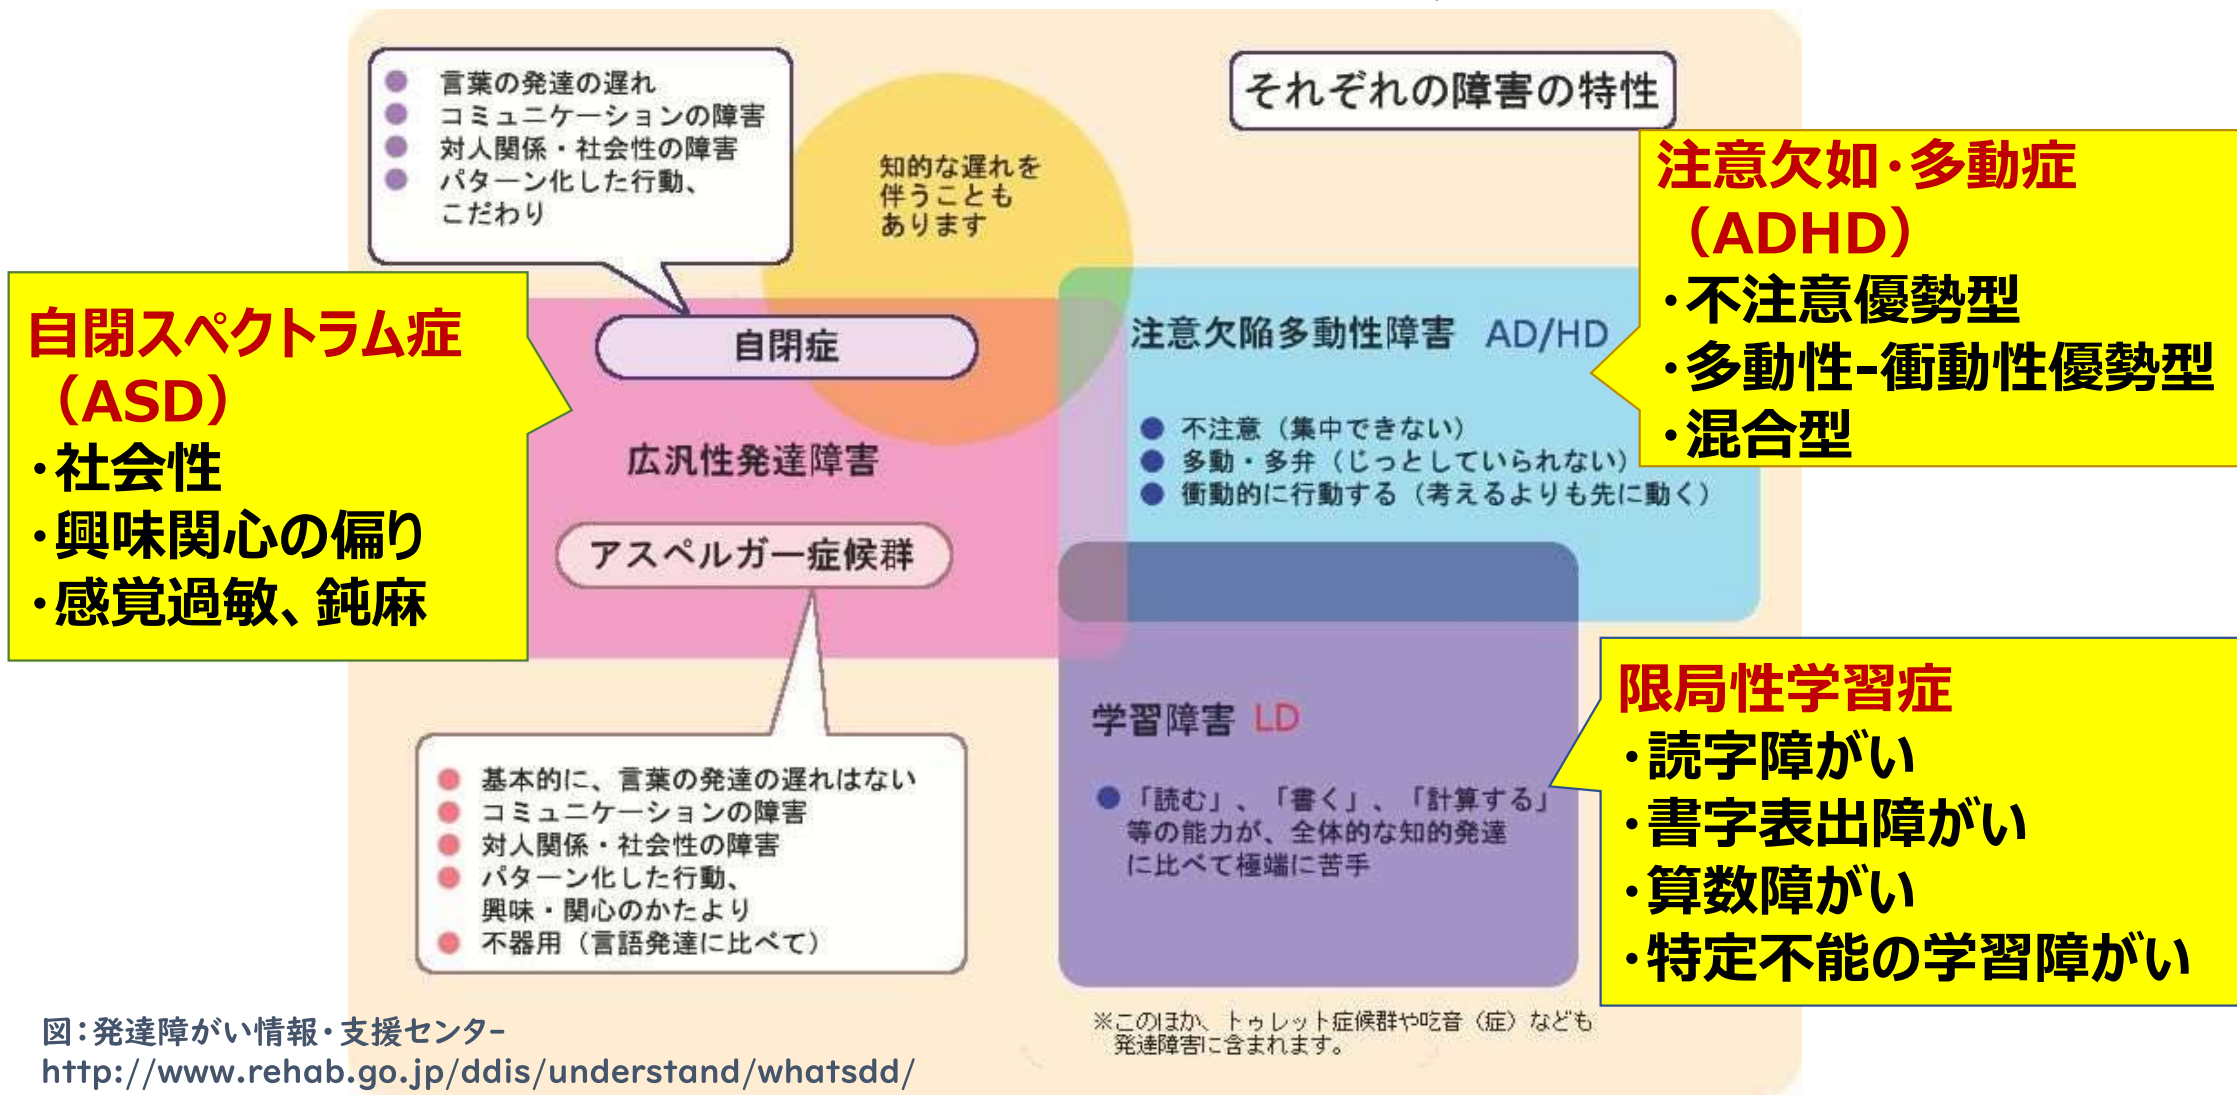 それぞれの障害の特性
言葉の発達の遅れ
コミュニケーションの障害
対人関係・社会性の障害
パターン化した行動、
こだわり
知的な遅れを
伴うことも
あります
注意欠如・多動症
（ADHD）
・不注意優勢型
・多動性-衝動性優勢型
・混合型
自閉スペクトラム症
（ASD）
・社会性
・興味関心の偏り
・感覚過敏、鈍麻
自閉症
広汎性発達障害
アスペルガー症候群
注意欠陥多動性障害 AD/HD
● 不注意（集中できない）
● 多動・多弁（じっとしていられない）
● 衝動的に行動する（考えるよりも先に動く）
学習障害 LD
●「読む」、「書く」、「計算する」
等の能力が、全体的な知的発達
に比べて極端に苦手
限局性学習症
・読字障がい
・書字表出障がい
・算数障がい
・特定不能の学習障がい
● 基本的に、言葉の発達の遅れはない
● コミュニケーションの障害
● 対人関係・社会性の障害
● パターン化した行動、
興味・関心のかたより
● 不器用（言語発達に比べて）
※このほか、トゥレット症候群や吃音（症）なども
発達障害に含まれます。
図：発達障がい情報・支援センター
http://www.rehab.go.jp/ddis/understand/whatsdd/